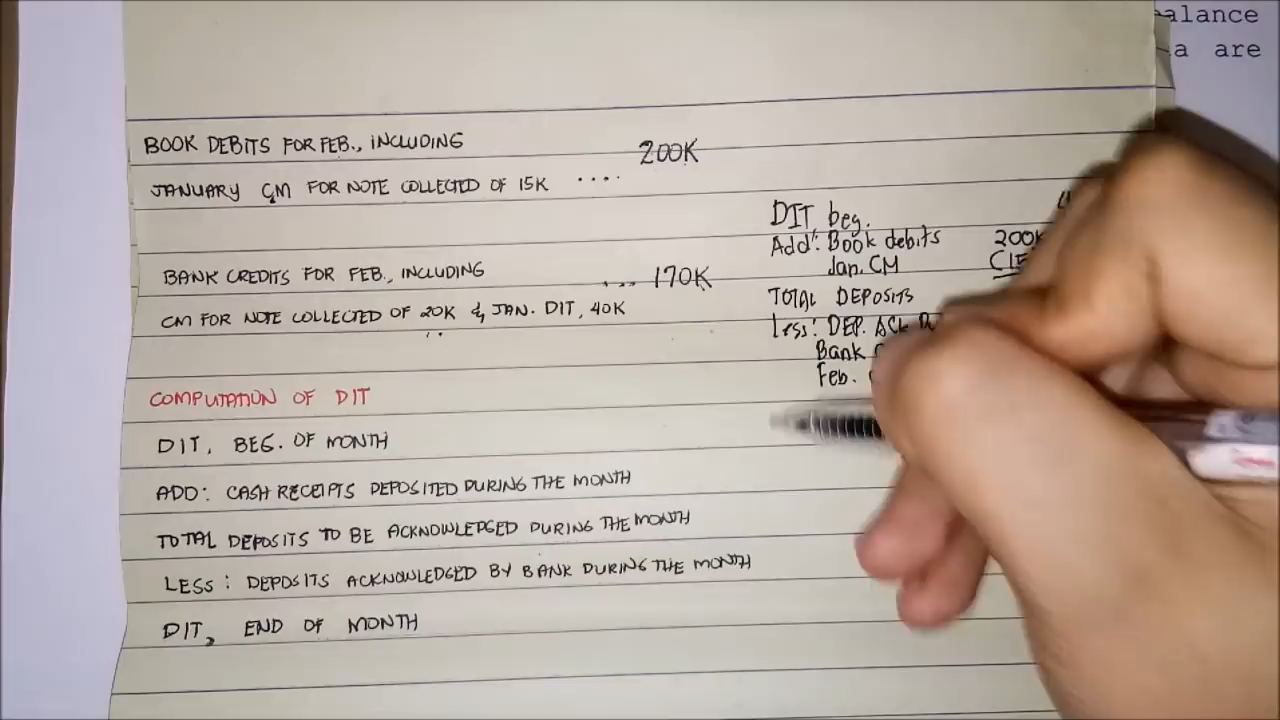 alance
a are
BOOK DEBITS FOR FEB., INCLUDING
200K
JANUARY CM FOR NOTE COLLECTED OF 15K ....
BANK CREDITS FOR FEB., INCLUDING
... 170K
CM FOR NOTE COLLECTED OF 20K & JAN. DIT, 40K
DIT beg.
Add: Book debits 200K
Jan. CM
TOTAL DEPOSITS
Less: DEP. ACK
Bank
Feb.
COMPUTATION OF DIT
DIT, BEG. OF MONTH
ADD: CASH RECEIPTS DEPOSITED DURING THE MONTH
TOTAL DEPOSITS TO BE ACKNOWLEDGED DURING THE MONTH
LESS: DEPOSITS ACKNOWLEDGED BY BANK DURING THE MONTH
DIT, END OF MONTH